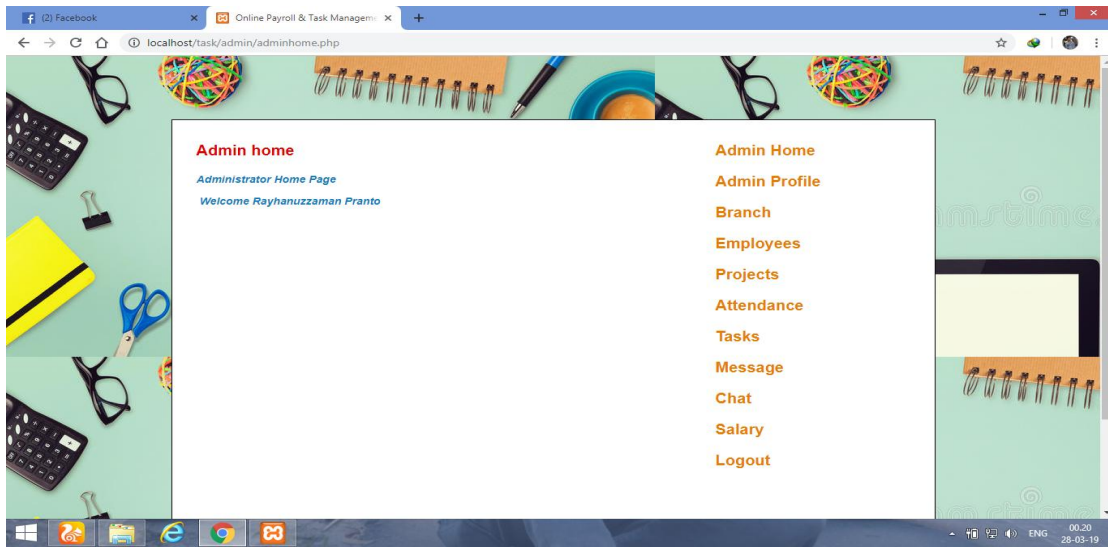 (2) Facebook
Online Payroll & Task Manageme
localhost/task/admin/adminhome.php
Admin home
Administrator Home Page
Welcome Rayhanuzzaman Pranto
Admin Home
Admin Profile
Branch
Employees
Projects
Attendance
Tasks
Message
Chat
Salary
Logout
ENG
00.20
28-03-19